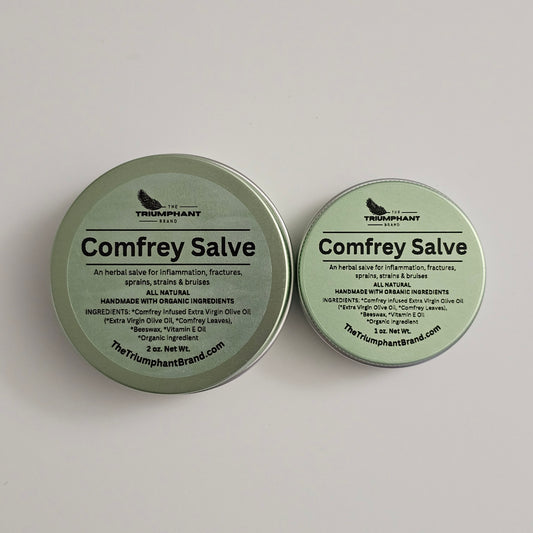 THE
TRIUMPHANT
BRAND
Comfrey Salve
An herbal salve for inflammation, fractures,
sprains, strains & bruises
ALL NATURAL
HANDMADE WITH ORGANIC INGREDIENTS
INGREDIENTS: *Comfrey Infused Extra Virgin Olive Oil
(*Extra Virgin Olive Oil, *Comfrey Leaves),
*Beeswax, *Vitamin E Oil
*Organic Ingredient
2 oz. Net Wt.
TheTriumphantBrand.com
THE
TRIUMPHANT
BRAND
Comfrey Salve
An herbal salve for inflammation, fractures,
sprains, strains & bruises
ALL NATURAL
HANDMADE WITH ORGANIC INGREDIENTS
INGREDIENTS: *Comfrey Infused Extra Virgin Olive Oil
(*Extra Virgin Olive Oil, *Comfrey Leaves),
*Beeswax, *Vitamin E Oil
*Organic Ingredient
1 oz. Net Wt.
TheTriumphantBrand.com